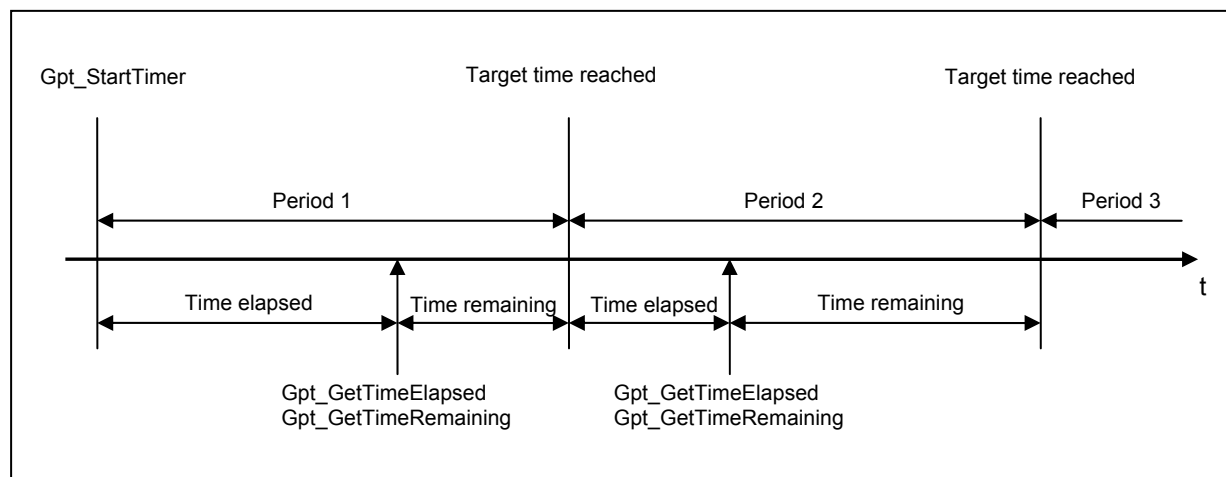 Gpt_StartTimer
Target time reached
Target time reached
Period 1
Period 2
Period 3
t
Time elapsed
Time remaining
Time elapsed
Time remaining
Gpt_GetTimeElapsed
Gpt_GetTimeRemaining
Gpt_GetTimeElapsed
Gpt_GetTimeRemaining